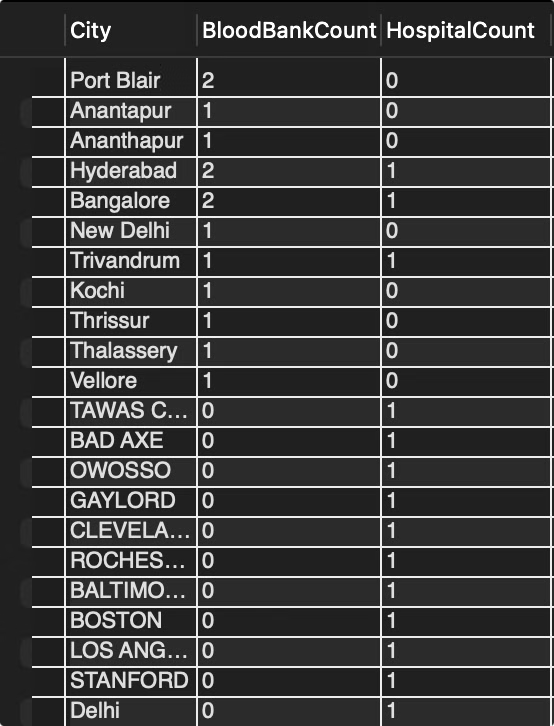 City BloodBankCount HospitalCount
Port Blair 2 0
Anantapur 1 0
Ananthapur 1 0
Hyderabad 2 1
Bangalore 2 1
New Delhi 1 0
Trivandrum 1 1
Kochi 1 0
Thrissur 1 0
Thalassery 1 0
Vellore 1 0
TAWAS C... 0 1
BAD AXE 0 1
OWOSSO 0 1
GAYLORD 0 1
CLEVELA... 0 1
ROCHES... 0 1
BALTIMO... 0 1
BOSTON 0 1
LOS ANG... 0 1
STANFORD 0 1
Delhi 0 1